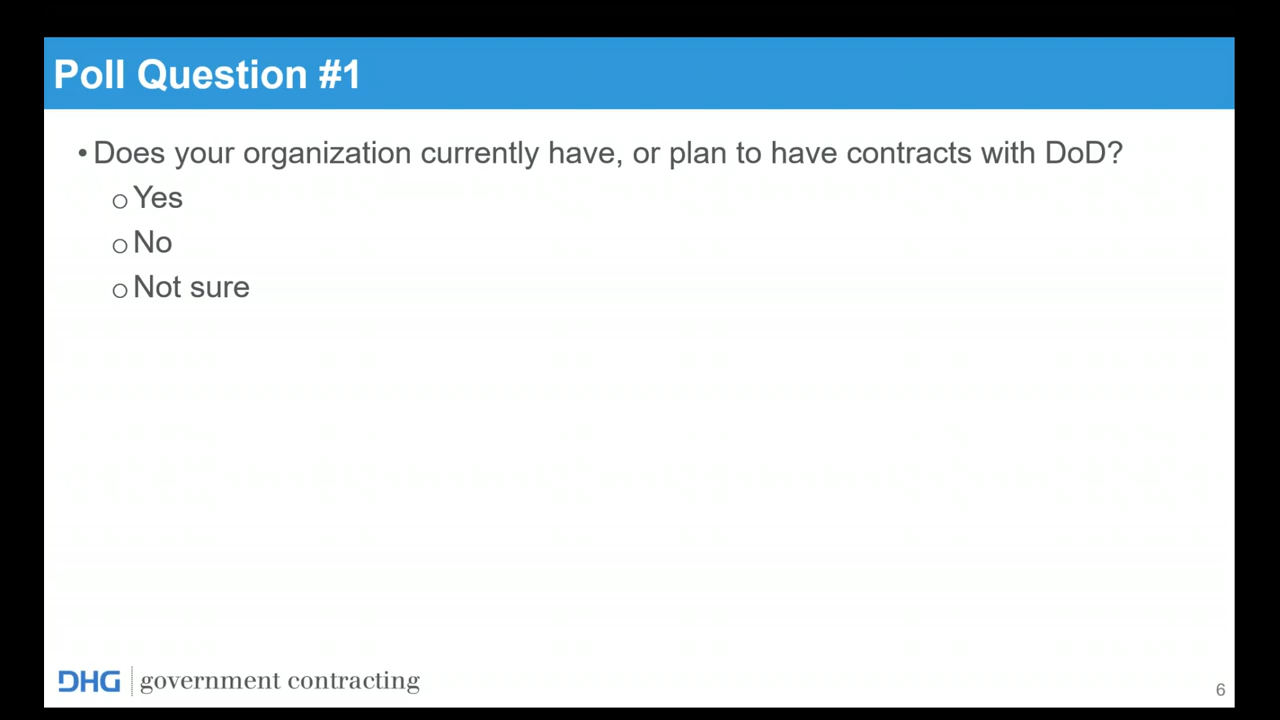 Poll Question #1
• Does your organization currently have, or plan to have contracts with DoD?
o Yes
o No
o Not sure
DHG | government contracting
6